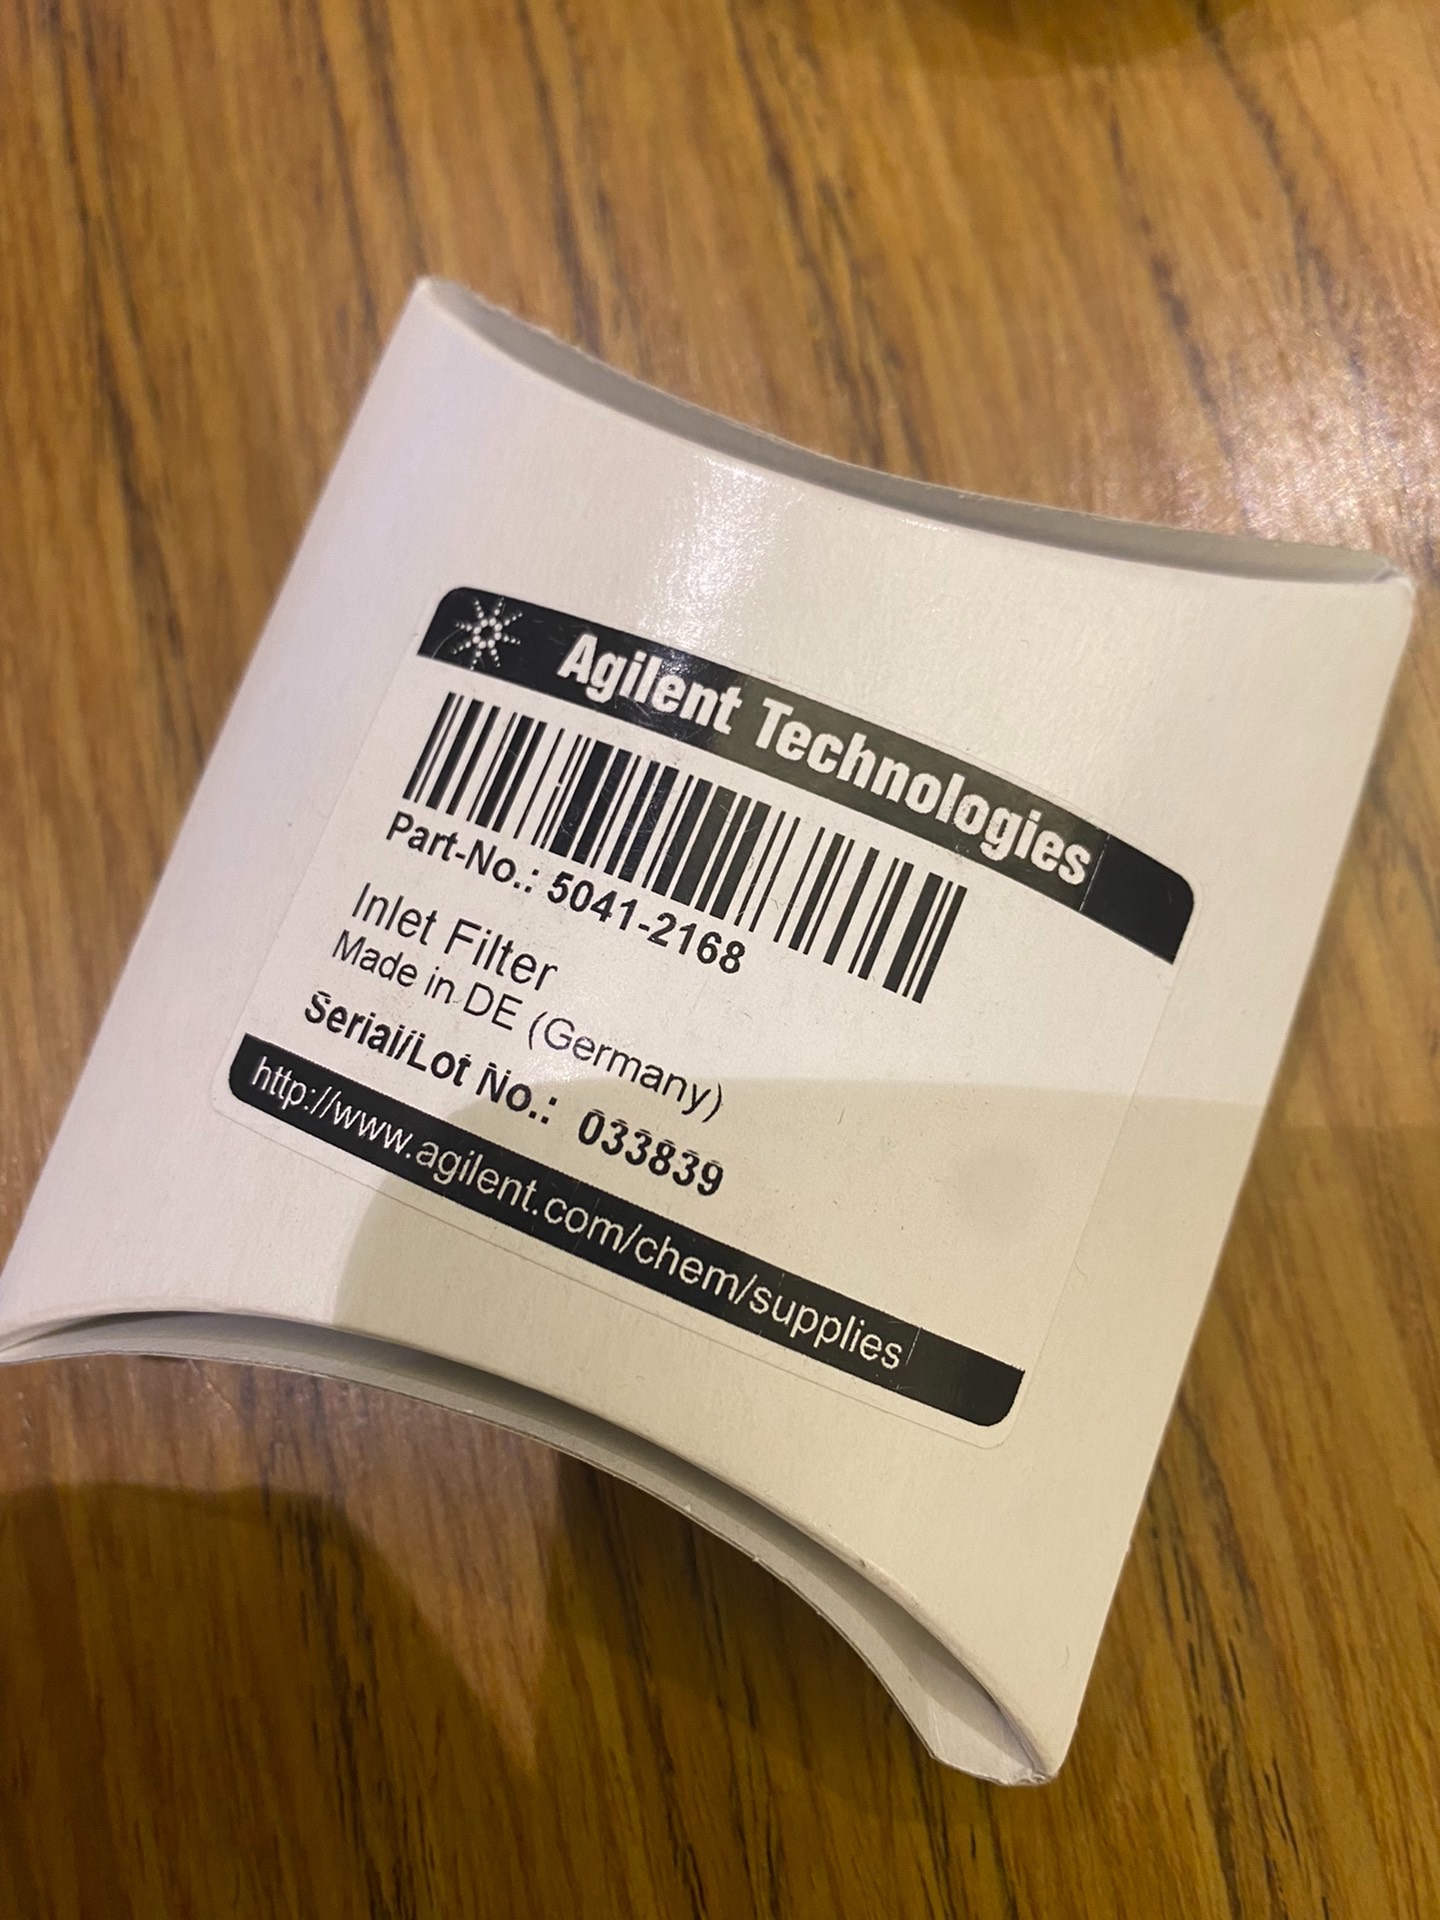 Agilent Technologies
Part-No.: 5041-2168
Inlet Filter
Made in DE (Germany)
Serial/Lot No.: 033839
http://www.agilent.com/chem/supplies